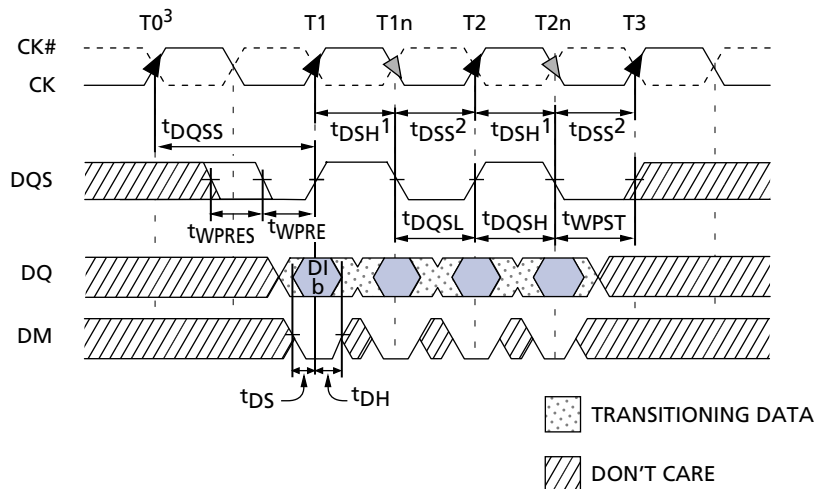 T0³ T1 T1n T2 T2n T3
CK#
CK
tDQSS tDSH¹ tDSS² tDSH¹ tDSS²
DQS
tWPRES tWPRE tDQSL tDQSH tWPST
DQ
DI
b
DM
tDS tDH
TRANSITIONING DATA
DON'T CARE